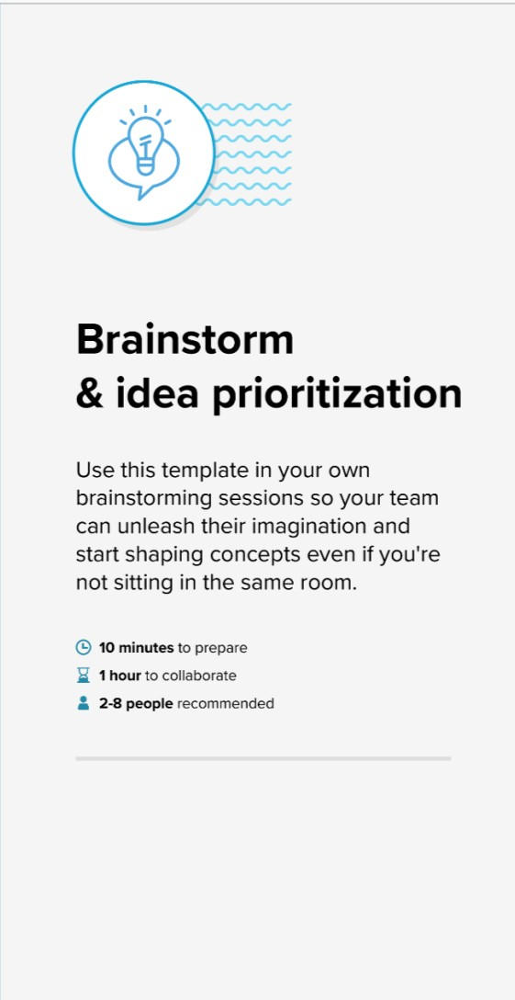 Brainstorm
& idea prioritization
Use this template in your own
brainstorming sessions so your team
can unleash their imagination and
start shaping concepts even if you're
not sitting in the same room.
10 minutes to prepare
1 hour to collaborate
2-8 people recommended